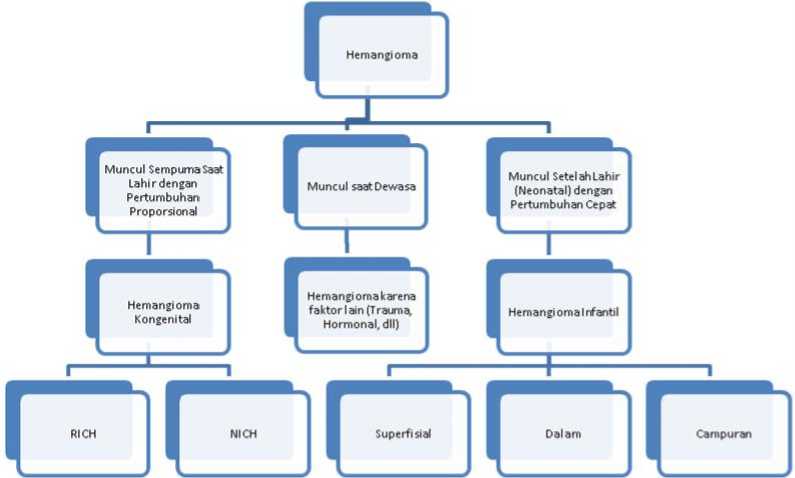 Hemangioma
Muncul Sempurna Saat
Lahir dengan
Pertumbuhan
Proporsional
Muncul saat Dewasa
Muncul Setelah Lahir
(Neonatal) dengan
Pertumbuhan Cepat
Hemangioma
Kongenital
Hemangioma karena
faktor lain (Trauma,
Hormonal, dll)
Hemangioma Infantil
RICH
NICH
Superfisial
Dalam
Campuran